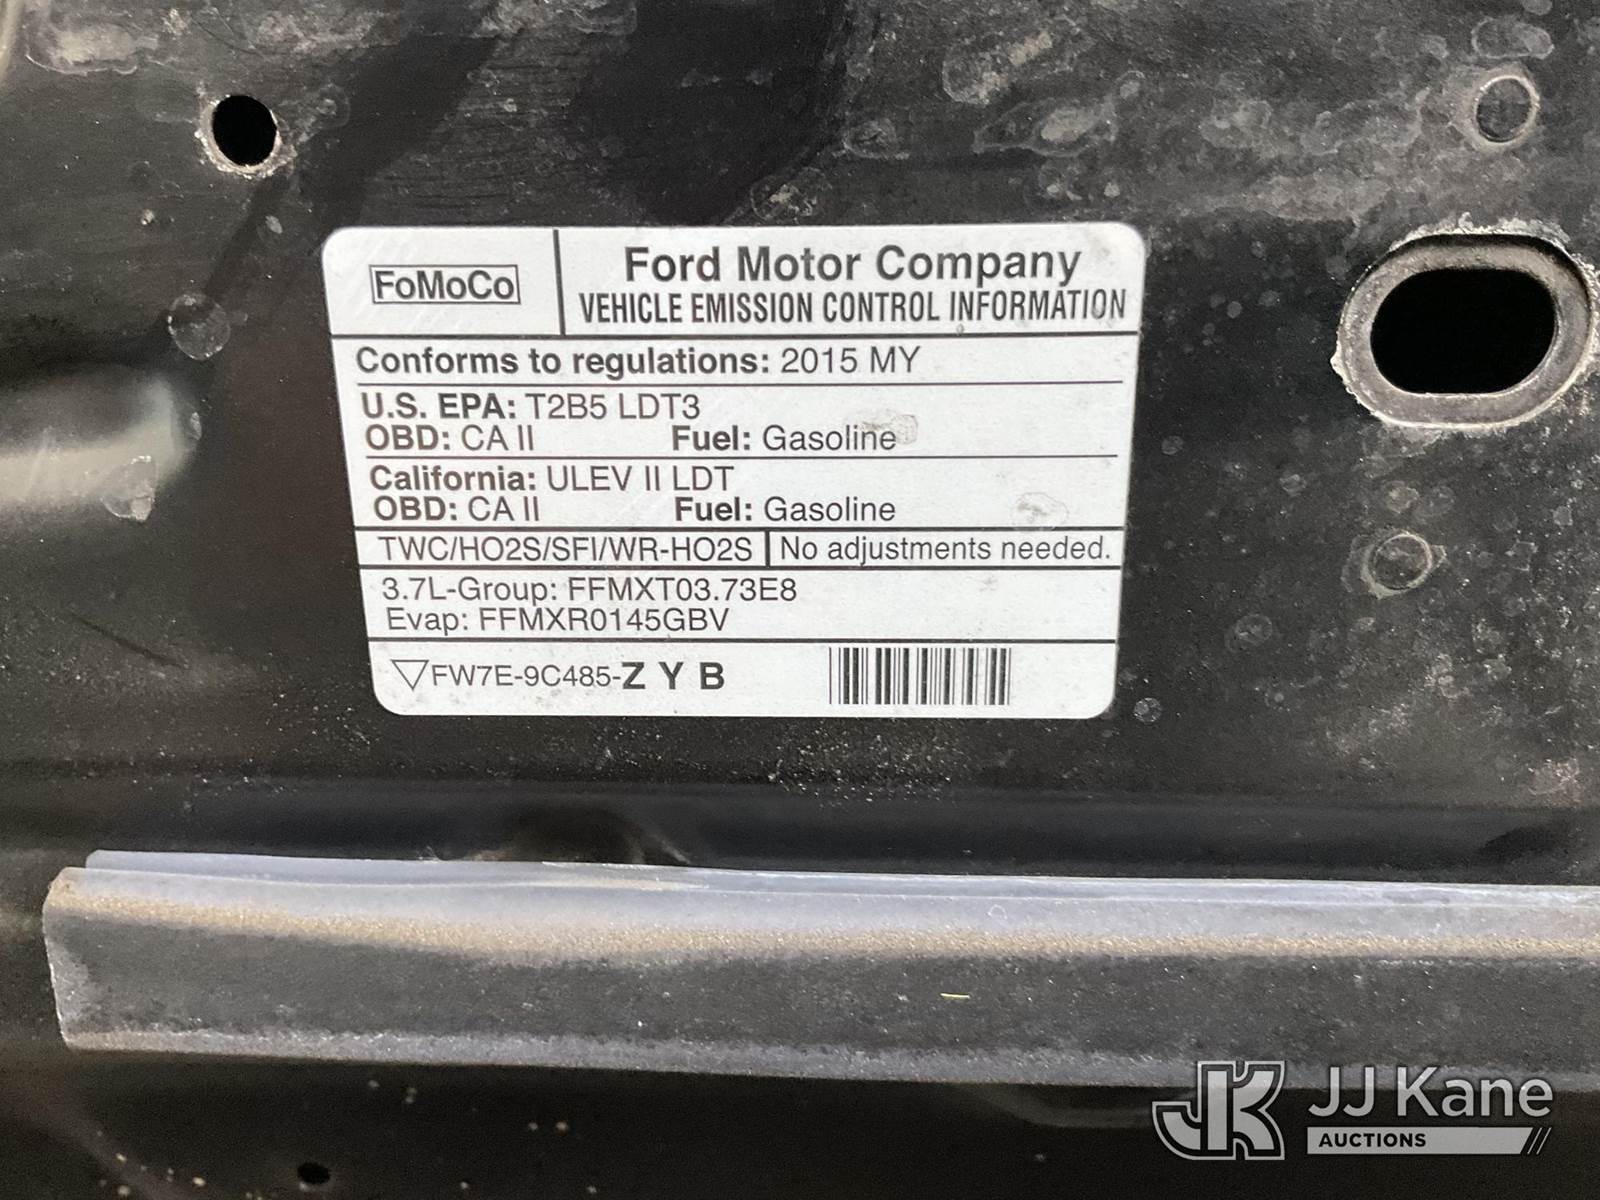 FoMoCo
Ford Motor Company
VEHICLE EMISSION CONTROL INFORMATION
Conforms to regulations: 2015 MY
U.S. EPA: T2B5 LDT3
OBD: CA II Fuel: Gasoline
California: ULEV II LDT
OBD: CA II Fuel: Gasoline
TWC/HO2S/SFI/WR-HO2S No adjustments needed.
3.7L-Group: FFMXT03.73E8
Evap: FFMXR0145GBV
FW7E-9C485-Z Y B
JK JJ Kane
AUCTIONS